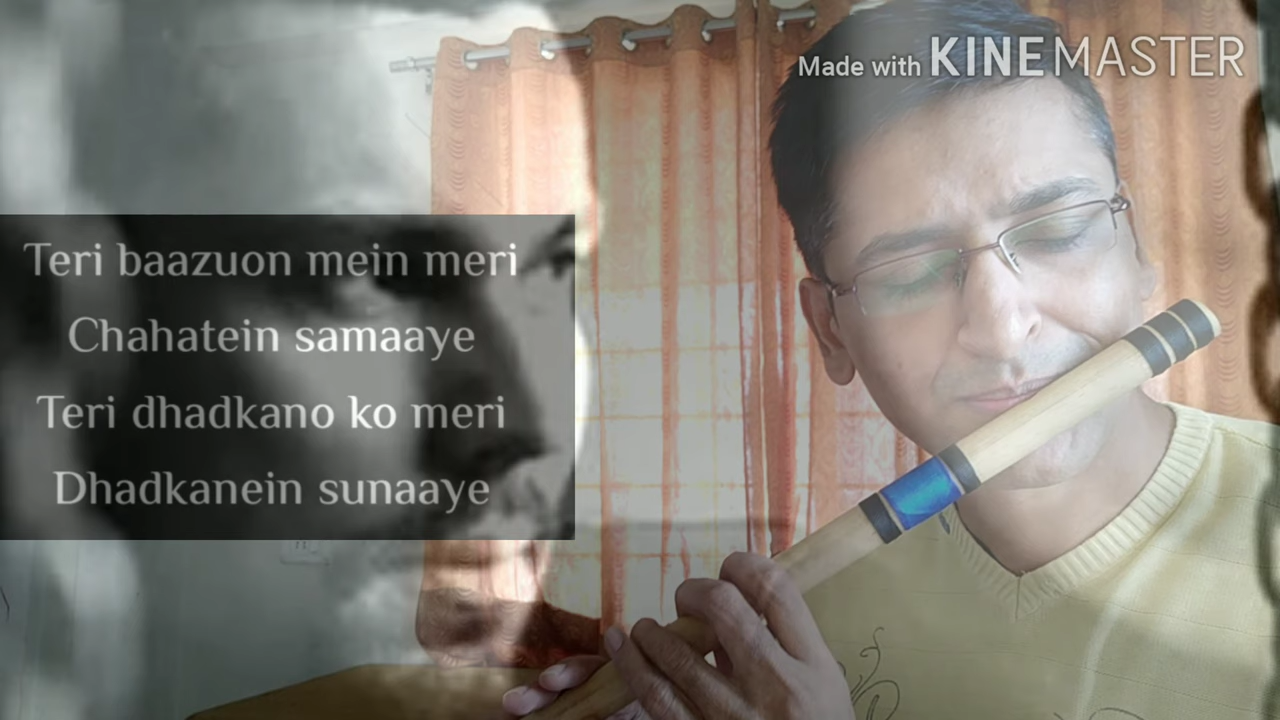 Made with KINEMASTER
Teri baazuon mein meri
Chahatein samaaye
Teri dhadkano ko meri
Dhadkanein sunaaye